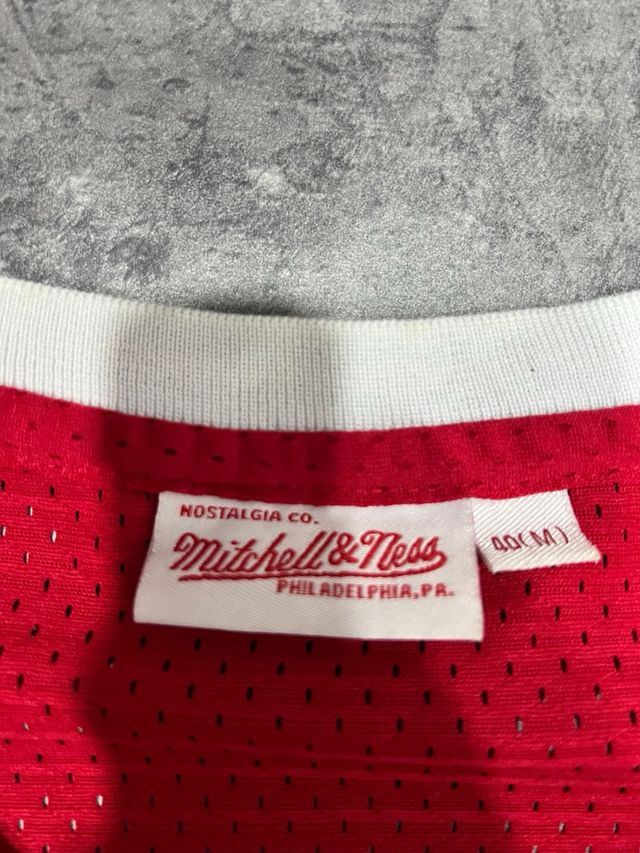 NOSTALGIA CO.
Mitchell & Ness
PHILADELPHIA, PA.
40(M)